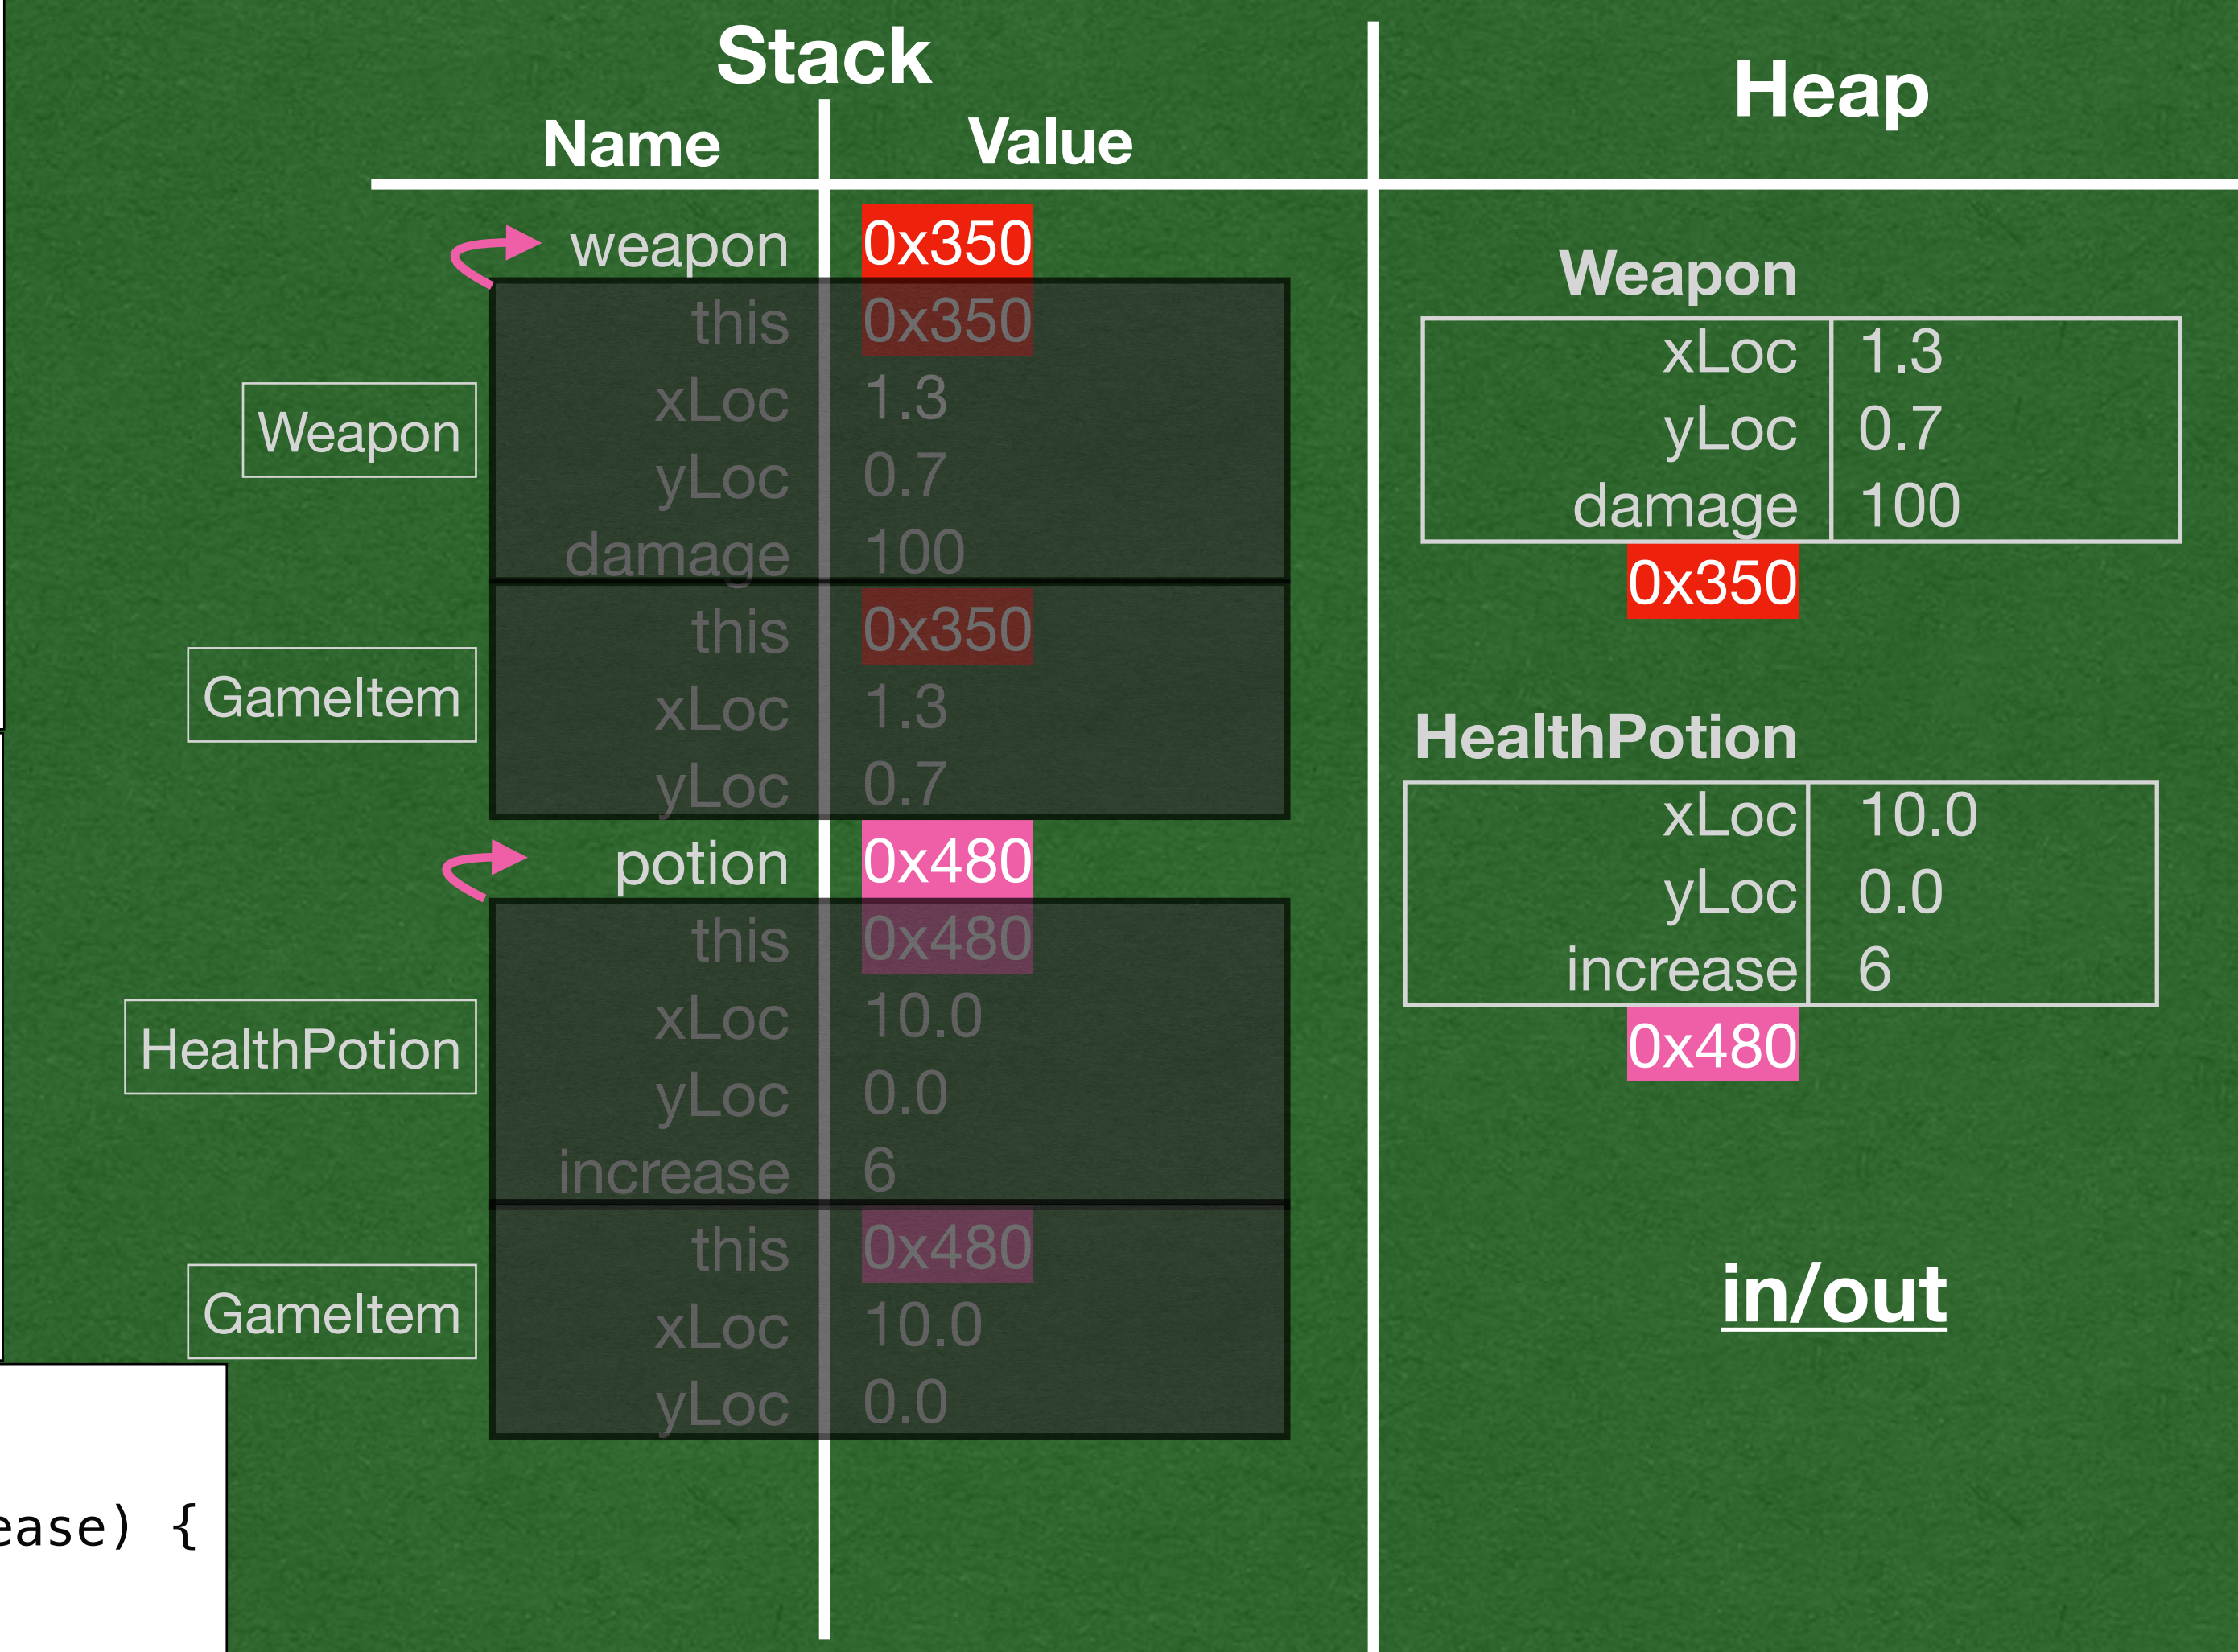 Stack
Heap
Name Value
weapon 0x350
this 0x350
xLoc 1.3
yLoc 0.7
damage 100
Weapon
this 0x350
xLoc 1.3
yLoc 0.7
GameItem
potion 0x480
this 0x480
xLoc 10.0
yLoc 0.0
increase 6
HealthPotion
this 0x480
xLoc 10.0
yLoc 0.0
GameItem
Weapon
xLoc 1.3
yLoc 0.7
damage 100
0x350
HealthPotion
xLoc 10.0
yLoc 0.0
increase 6
0x480
in/out
ease) {